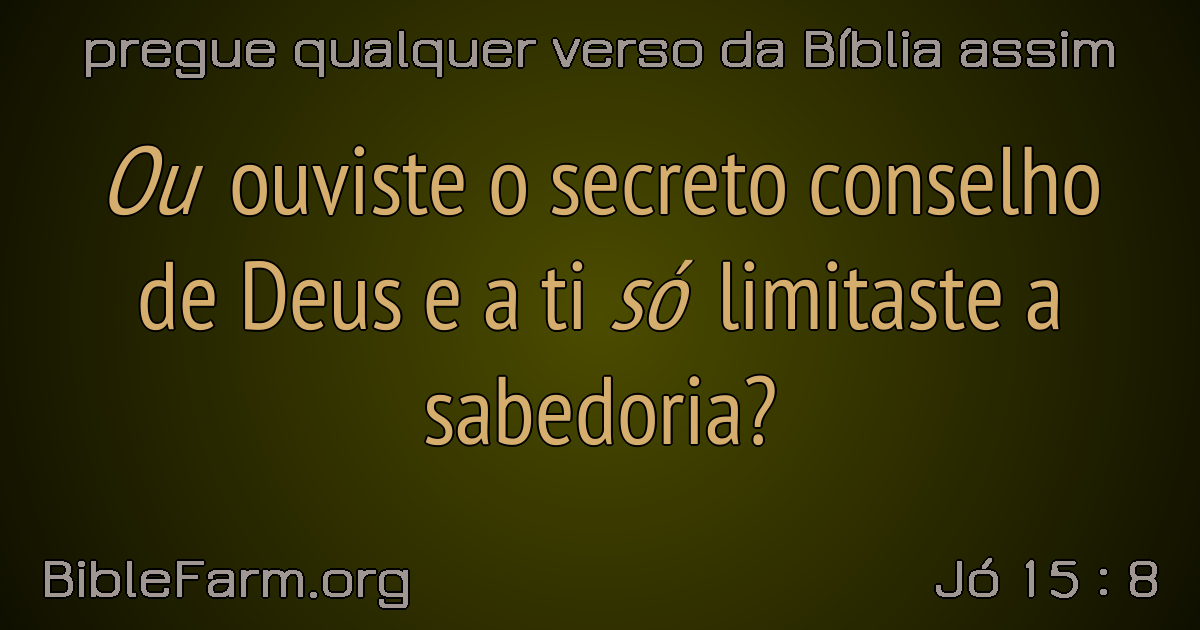 pregue qualquer verso da Bíblia assim
Ou ouviste o secreto conselho
de Deus e a ti só limitaste a
sabedoria?
BibleFarm.org
Jó 15 : 8